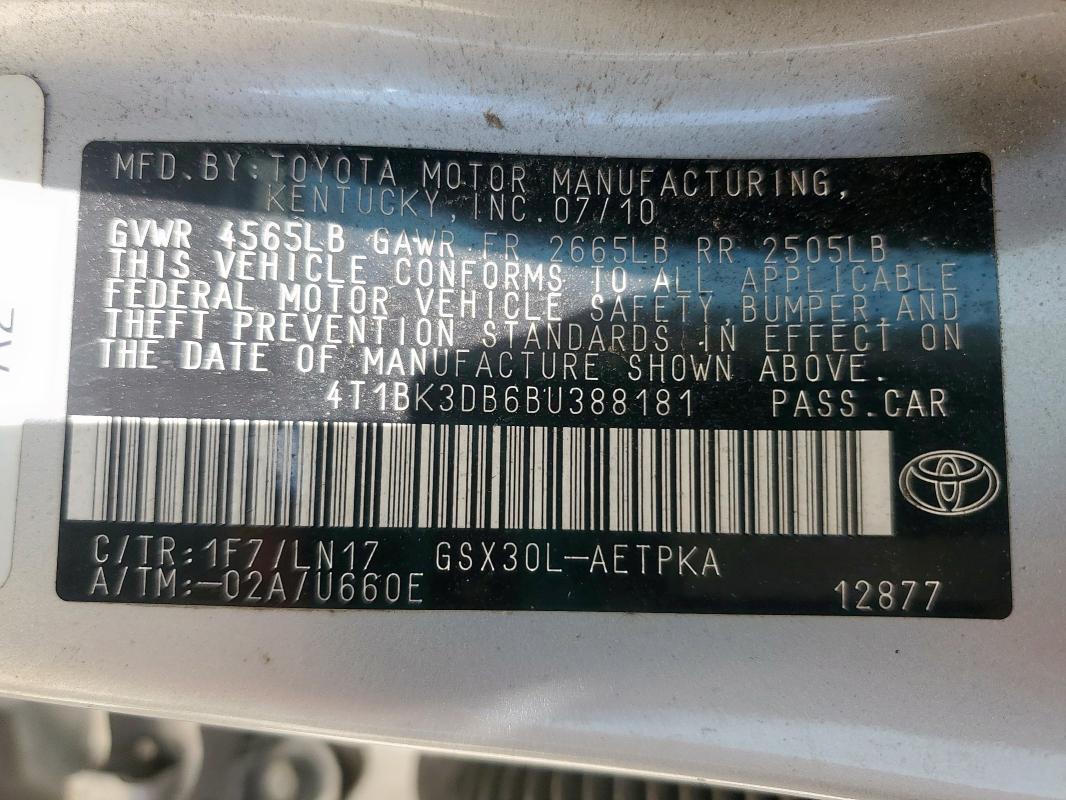 MFD. BY: TOYOTA MOTOR MANUFACTURING,
KENTUCKY, INC. 07/10
GVWR 4565LB GAWR FR 2665LB RR 2505LB
THIS VEHICLE CONFORMS TO ALL APPLICABLE
FEDERAL MOTOR VEHICLE SAFETY, BUMPER, AND
THEFT PREVENTION STANDARDS IN EFFECT ON
THE DATE OF MANUFACTURE SHOWN ABOVE.
4T1BK3DB6BU388181 PASS. CAR
C/TR: 1F7/LN17 GSX30L-AETPKA
A/TM: -02A/U660E 12877